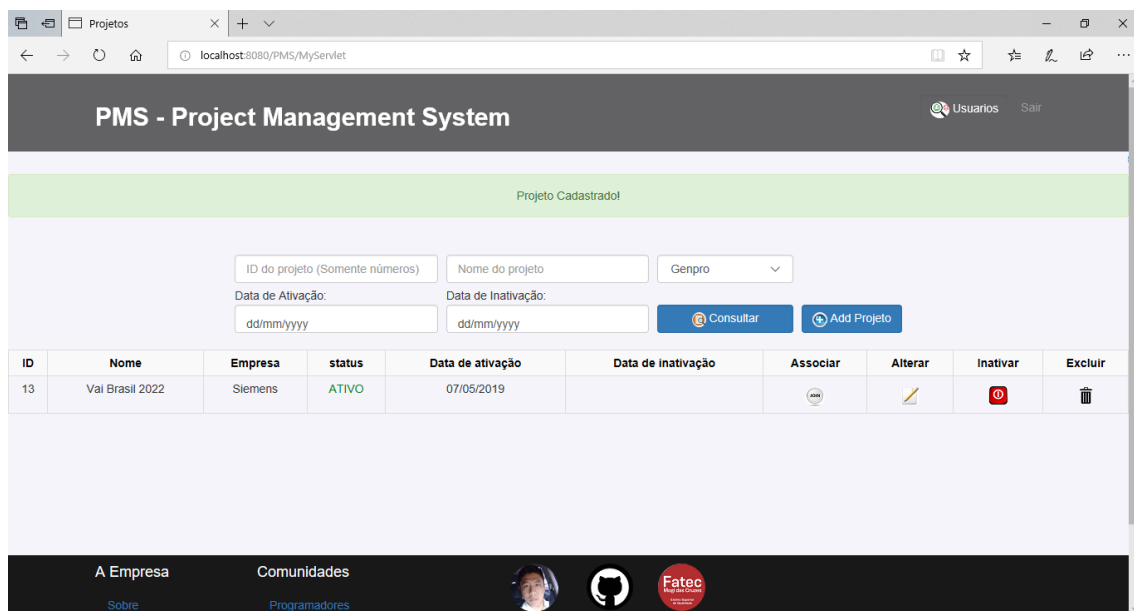 Projetos
localhost:8080/PMS/MyServlet
PMS - Project Management System
Usuarios Sair
Projeto Cadastrado!
ID do projeto (Somente números) Nome do projeto Genpro
Data de Ativação: Data de Inativação:
dd/mm/yyyy dd/mm/yyyy Consultar Add Projeto
ID Nome Empresa status Data de ativação Data de inativação Associar Alterar Inativar Excluir
13 Vai Brasil 2022 Siemens ATIVO 07/05/2019
A Empresa Comunidades
Fatec
Mogi das Cruzes
Sobre Programadores